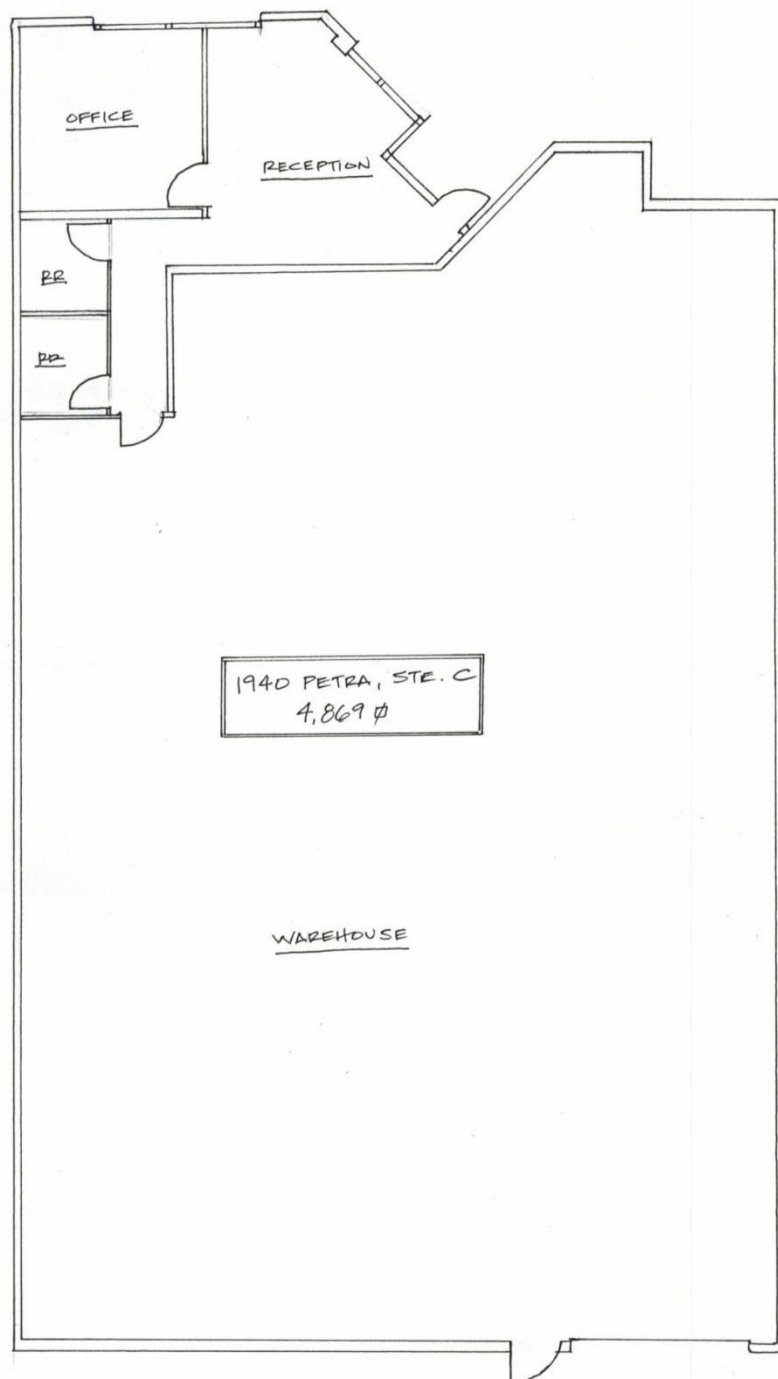 OFFICE
RECEPTION
RR
RR
1940 PETRA, STE. C
4,869 ⌀
WAREHOUSE